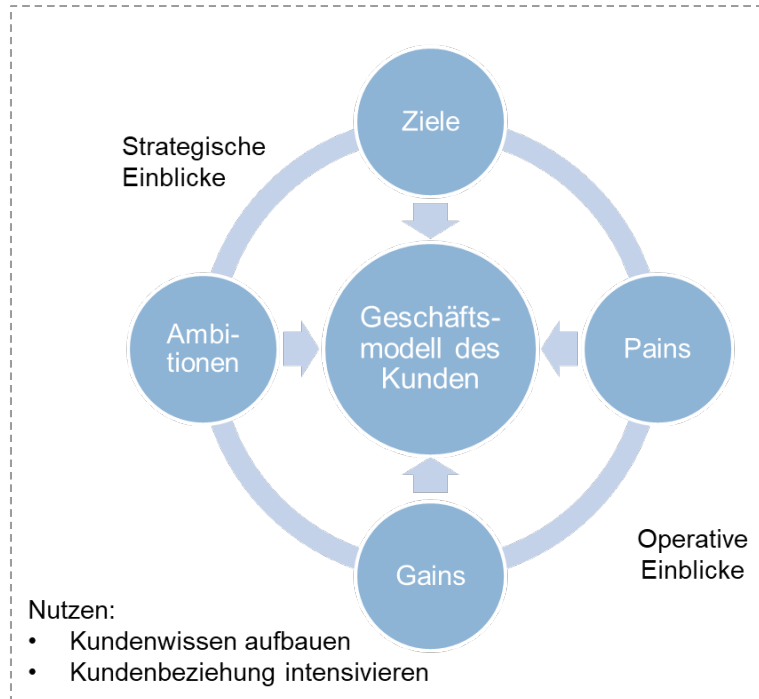 Ziele
Strategische
Einblicke
Ambi-
tionen
Geschäfts-
modell des
Kunden
Pains
Gains
Operative
Einblicke
Nutzen:
• Kundenwissen aufbauen
• Kundenbeziehung intensivieren